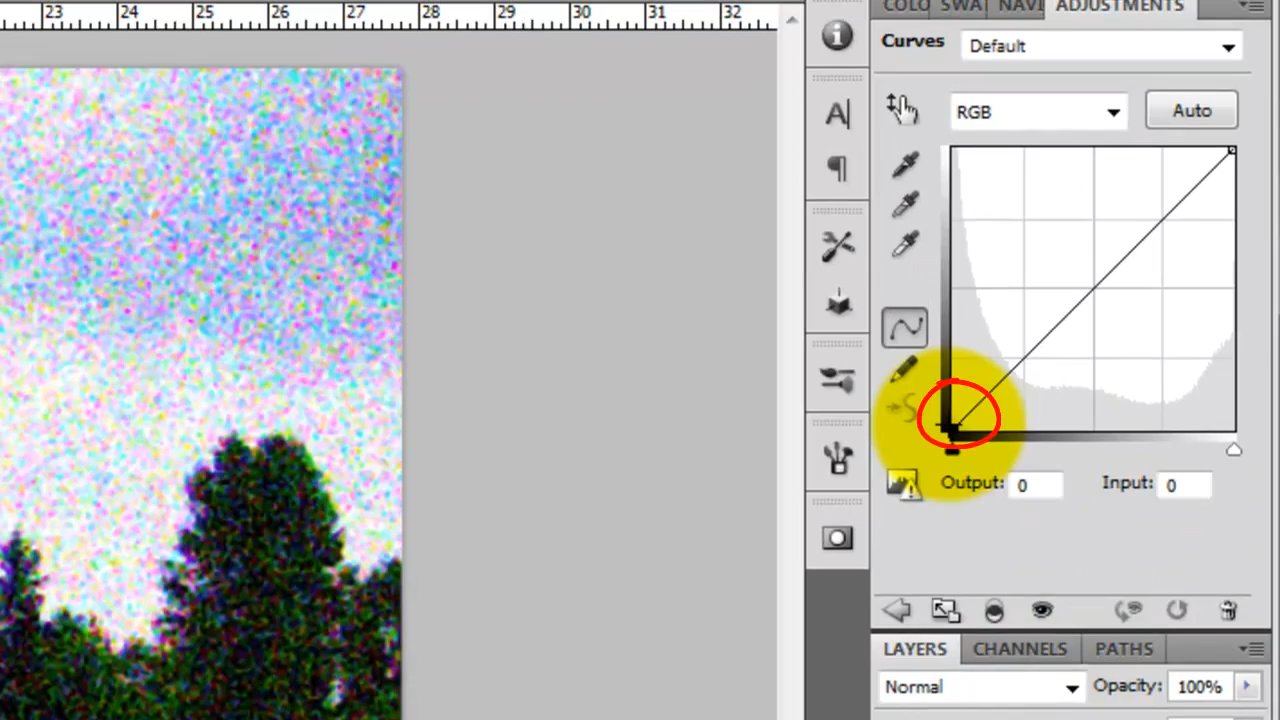 23 24 25 26 27 28 29 30 31 32
COLO SWA NAVI ADJUSTMENTS
Curves Default
A
RGB Auto
Output: 0 Input: 0
LAYERS CHANNELS PATHS
Normal Opacity: 100%